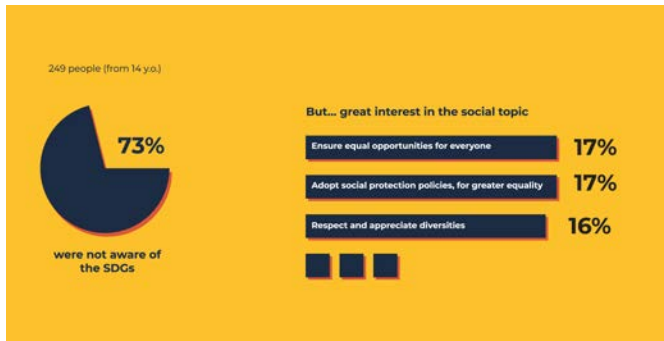 249 people (from 14 y.o.)
73%
were not aware of
the SDGs
But... great interest in the social topic
Ensure equal opportunities for everyone 17%
Adopt social protection policies, for greater equality 17%
Respect and appreciate diversities 16%